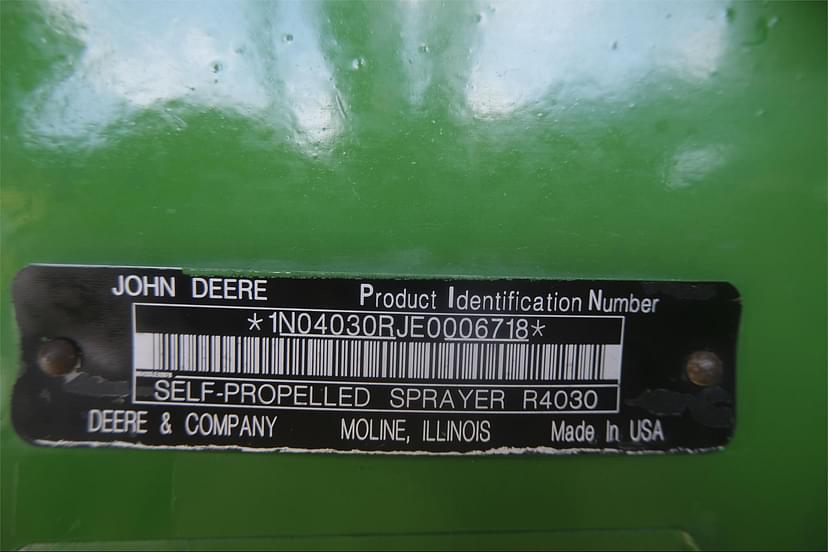 JOHN DEERE Product Identification Number
*1N04030RJE0006718*
SELF-PROPELLED SPRAYER R4030
DEERE & COMPANY MOLINE, ILLINOIS Made In USA